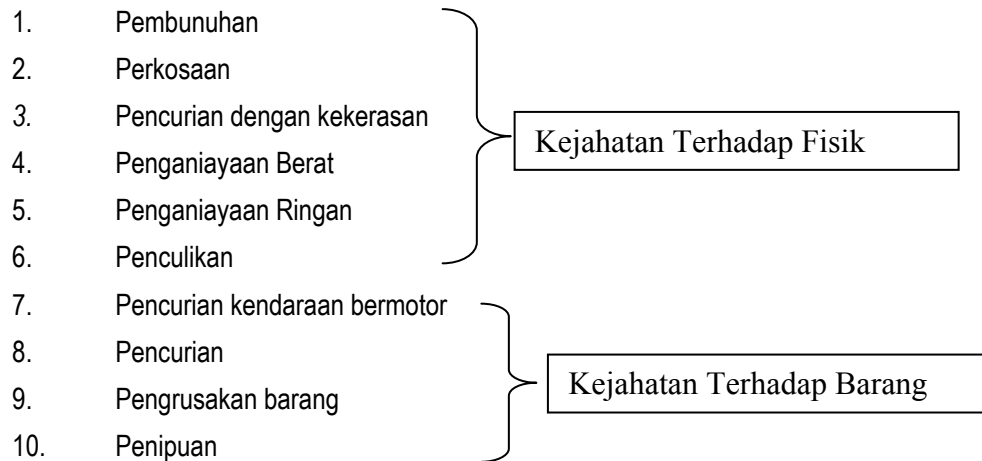 1. Pembunuhan
2. Perkosaan
3. Pencurian dengan kekerasan
4. Penganiayaan Berat
5. Penganiayaan Ringan
6. Penculikan
Kejahatan Terhadap Fisik
7. Pencurian kendaraan bermotor
8. Pencurian
9. Pengrusakan barang
10. Penipuan
Kejahatan Terhadap Barang